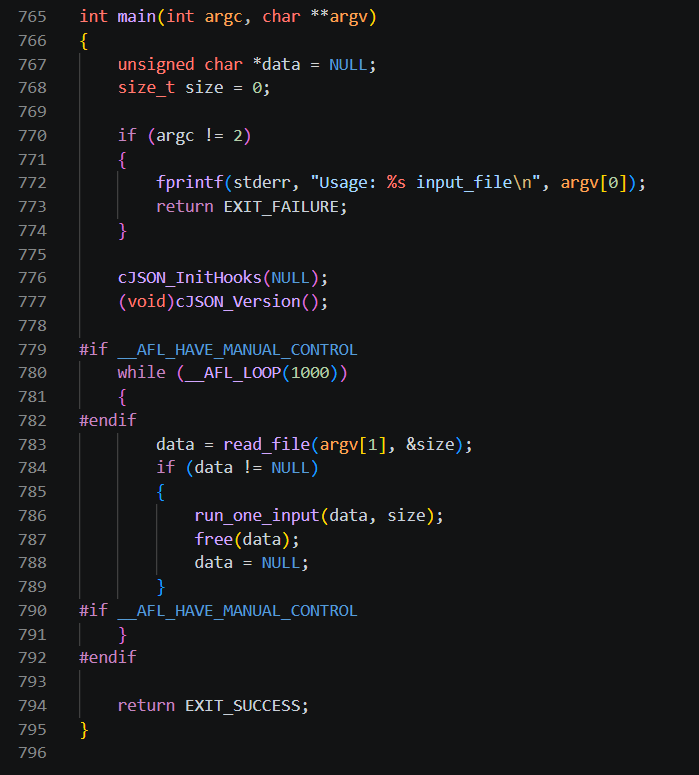 765 int main(int argc, char **argv)
766 {
767     unsigned char *data = NULL;
768     size_t size = 0;
769
770     if (argc != 2)
771     {
772         fprintf(stderr, "Usage: %s input_file\n", argv[0]);
773         return EXIT_FAILURE;
774     }
775
776     cJSON_InitHooks(NULL);
777     (void)cJSON_Version();
778
779 #if __AFL_HAVE_MANUAL_CONTROL
780     while (__AFL_LOOP(1000))
781     {
782 #endif
783         data = read_file(argv[1], &size);
784         if (data != NULL)
785         {
786             run_one_input(data, size);
787             free(data);
788             data = NULL;
789         }
790 #if __AFL_HAVE_MANUAL_CONTROL
791     }
792 #endif
793
794     return EXIT_SUCCESS;
795 }
796